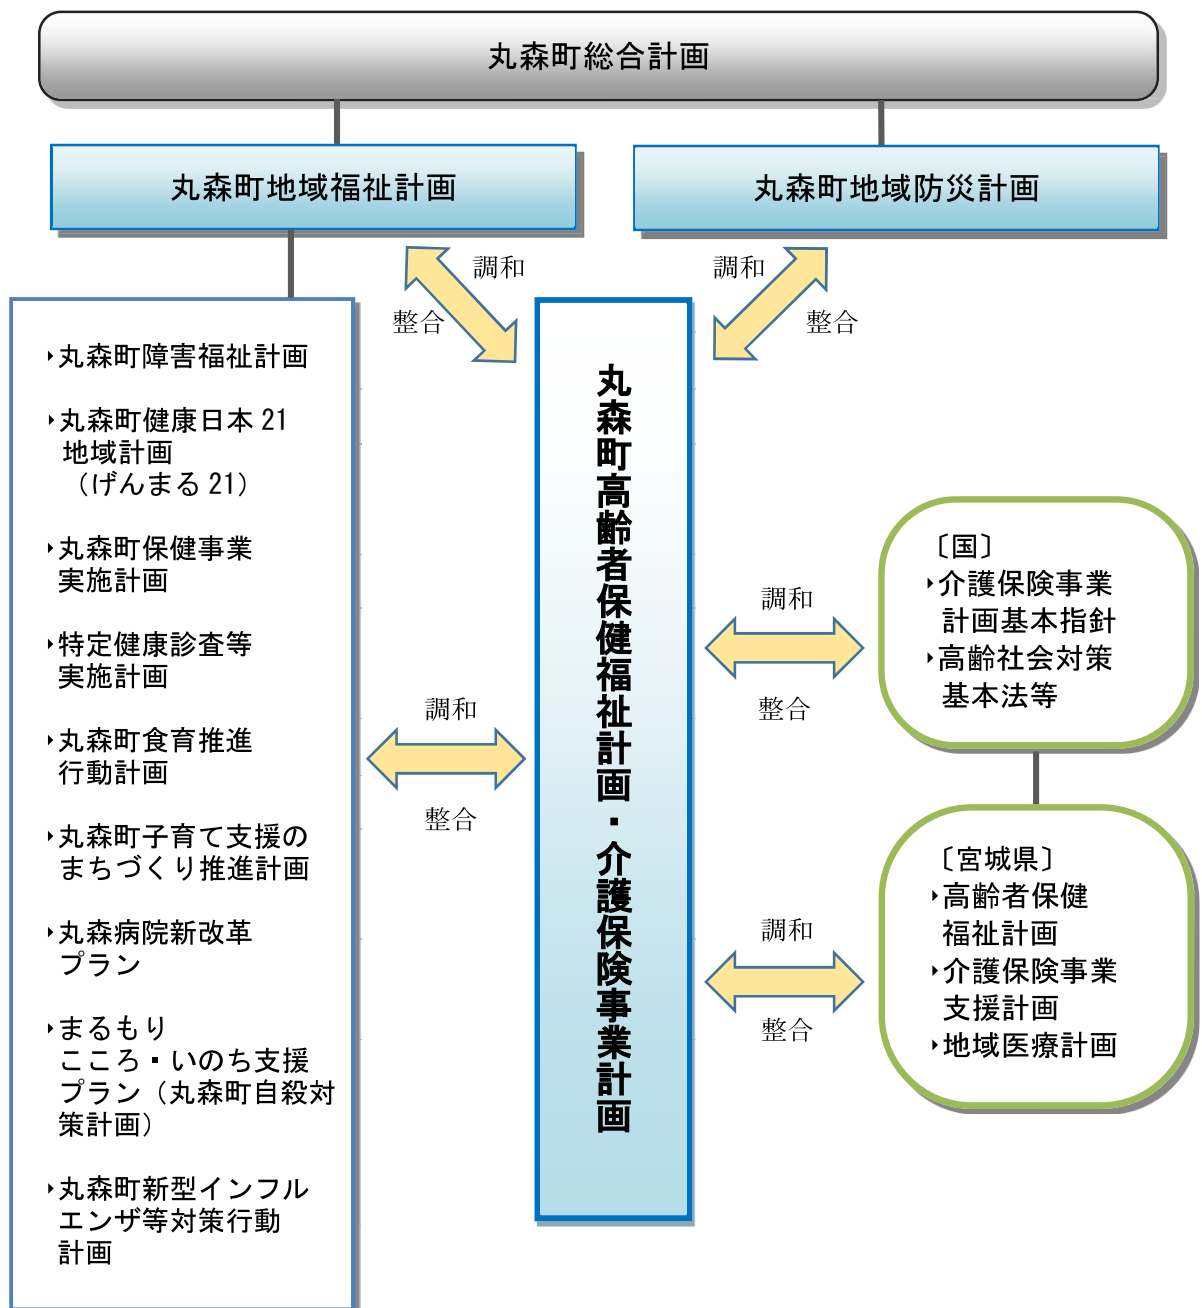 丸森町総合計画
丸森町地域福祉計画
丸森町地域防災計画
調和
整合
調和
整合
‣丸森町障害福祉計画
‣丸森町健康日本 21
地域計画
（げんまる 21）
‣丸森町保健事業
実施計画
‣特定健康診査等
実施計画
‣丸森町食育推進
行動計画
‣丸森町子育て支援の
まちづくり推進計画
‣丸森病院新改革
プラン
‣まるもり
こころ・いのち支援
プラン（丸森町自殺対
策計画）
‣丸森町新型インフル
エンザ等対策行動
計画
調和
整合
丸森町高齢者保健福祉計画・介護保険事業計画
調和
整合
〔国〕
‣介護保険事業
計画基本指針
‣高齢社会対策
基本法等
調和
整合
〔宮城県〕
‣高齢者保健
福祉計画
‣介護保険事業
支援計画
‣地域医療計画